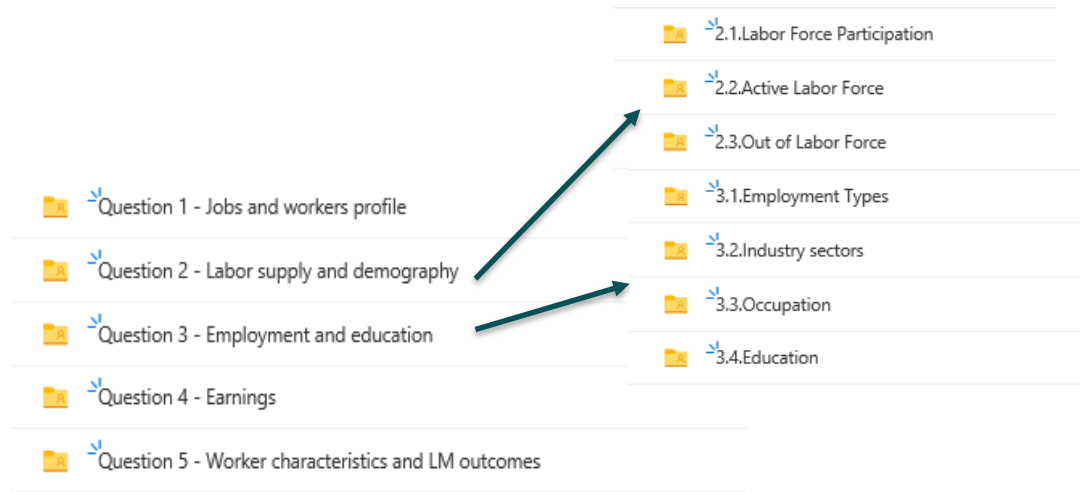 Question 1 - Jobs and workers profile
Question 2 - Labor supply and demography
Question 3 - Employment and education
Question 4 - Earnings
Question 5 - Worker characteristics and LM outcomes
2.1.Labor Force Participation
2.2.Active Labor Force
2.3.Out of Labor Force
3.1.Employment Types
3.2.Industry sectors
3.3.Occupation
3.4.Education